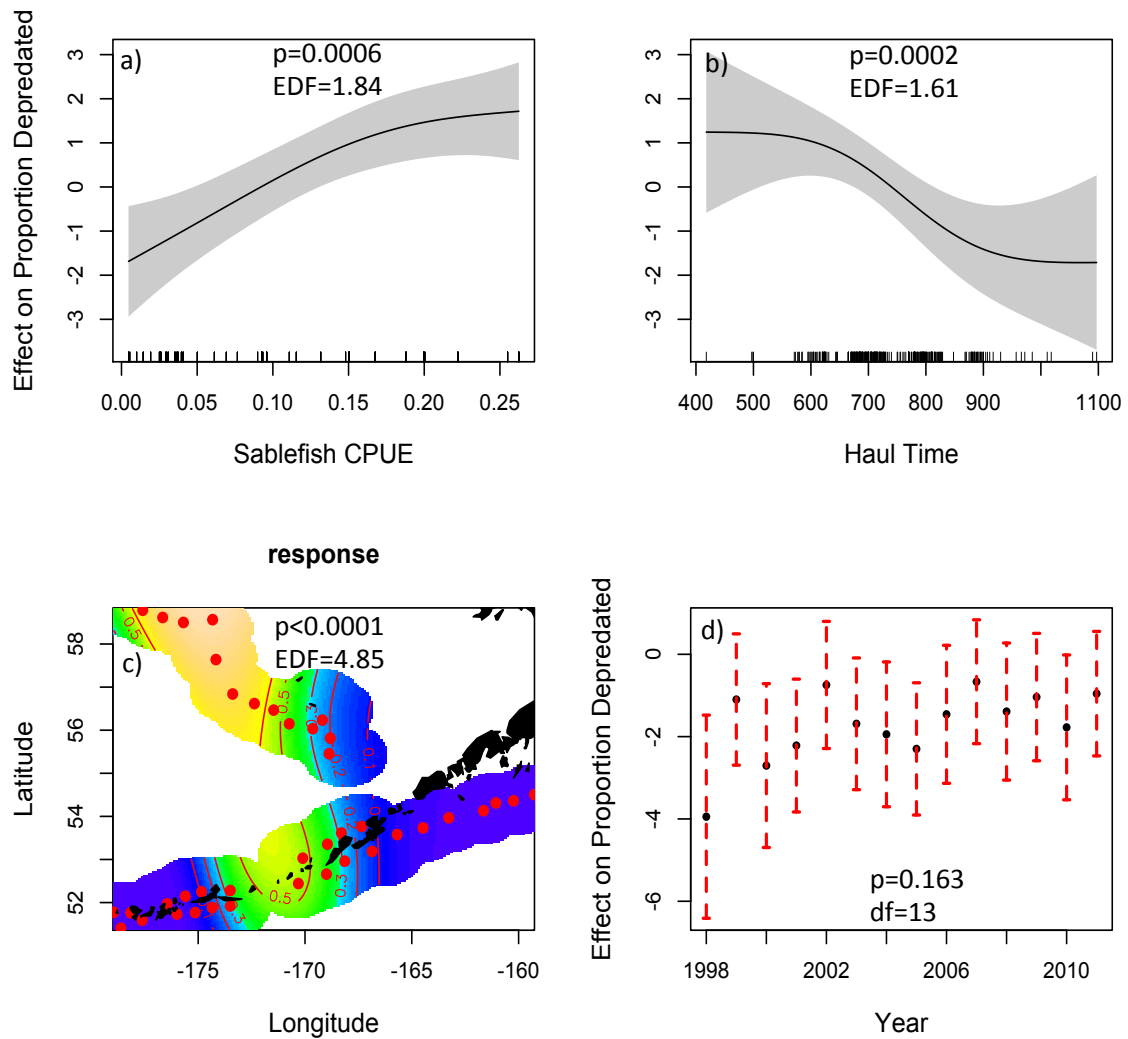 a)
p=0.0006
EDF=1.84
Effect on Proportion Depredated
3
2
1
0
-1
-2
-3
0.00 0.05 0.10 0.15 0.20 0.25
Sablefish CPUE
b)
p=0.0002
EDF=1.61
3
2
1
0
-1
-2
-3
400 500 600 700 800 900 1100
Haul Time
response
c)
p<0.0001
EDF=4.85
Latitude
58
56
54
52
0.5
0.5
0.3
0.2
0.1
0.5
0.3
-175 -170 -165 -160
Longitude
d)
Effect on Proportion Depredated
0
-2
-4
-6
p=0.163
df=13
1998 2002 2006 2010
Year